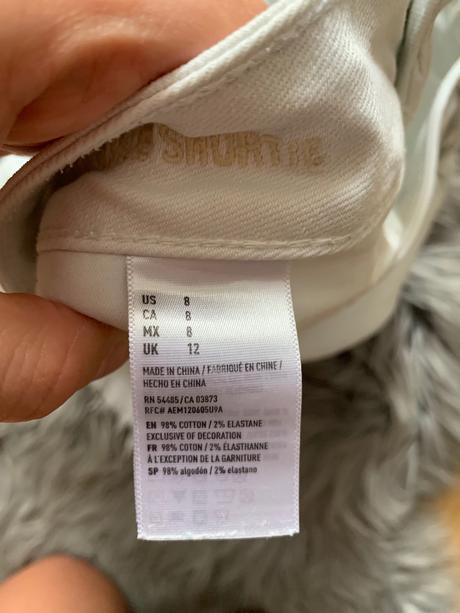 SHORTIE
US 8
CA 8
MX 8
UK 12
MADE IN CHINA / FABRIQUÉ EN CHINE /
HECHO EN CHINA
RN 54485/CA 03873
RFC# AEM120605U9A
EN 98% COTTON / 2% ELASTANE
EXCLUSIVE OF DECORATION
FR 98% COTON / 2% ÉLASTHANNE
À L'EXCEPTION DE LA GARNITURE
SP 98% algodón / 2% elastano